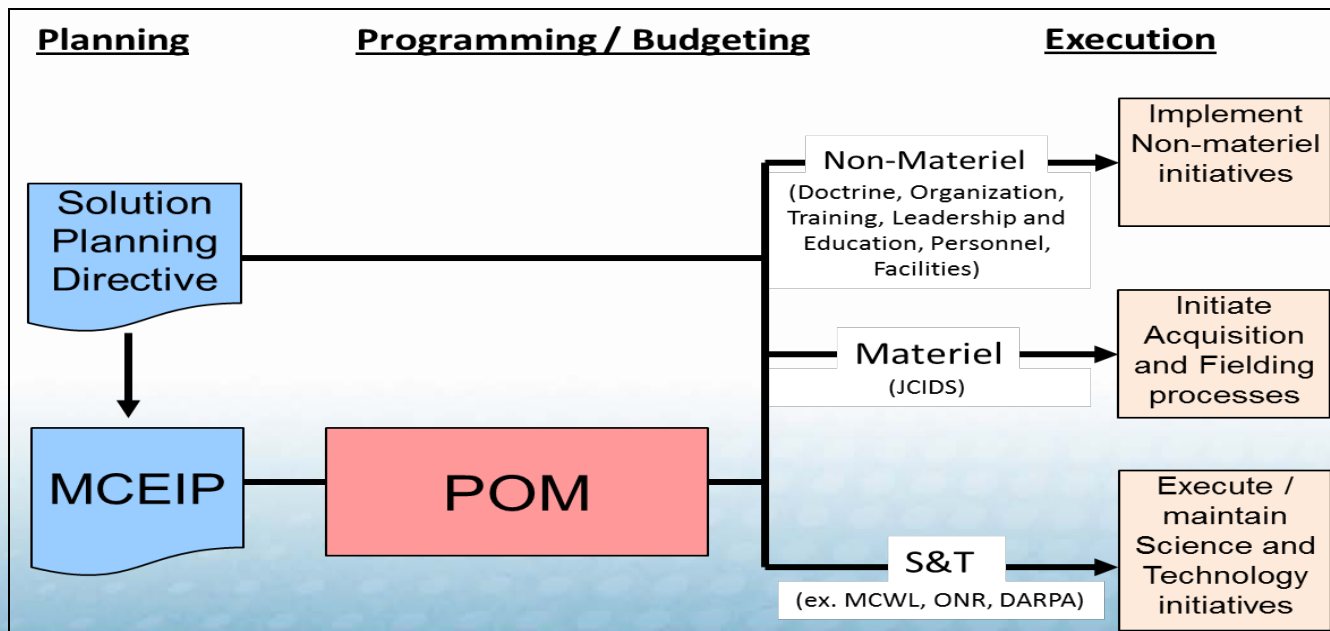 Planning
Programming / Budgeting
Execution
Solution
Planning
Directive
MCEIP
POM
Non-Materiel
(Doctrine, Organization,
Training, Leadership and
Education, Personnel,
Facilities)
Implement
Non-materiel
initiatives
Materiel
(JCIDS)
Initiate
Acquisition
and Fielding
processes
S&T
(ex. MCWL, ONR, DARPA)
Execute /
maintain
Science and
Technology
initiatives